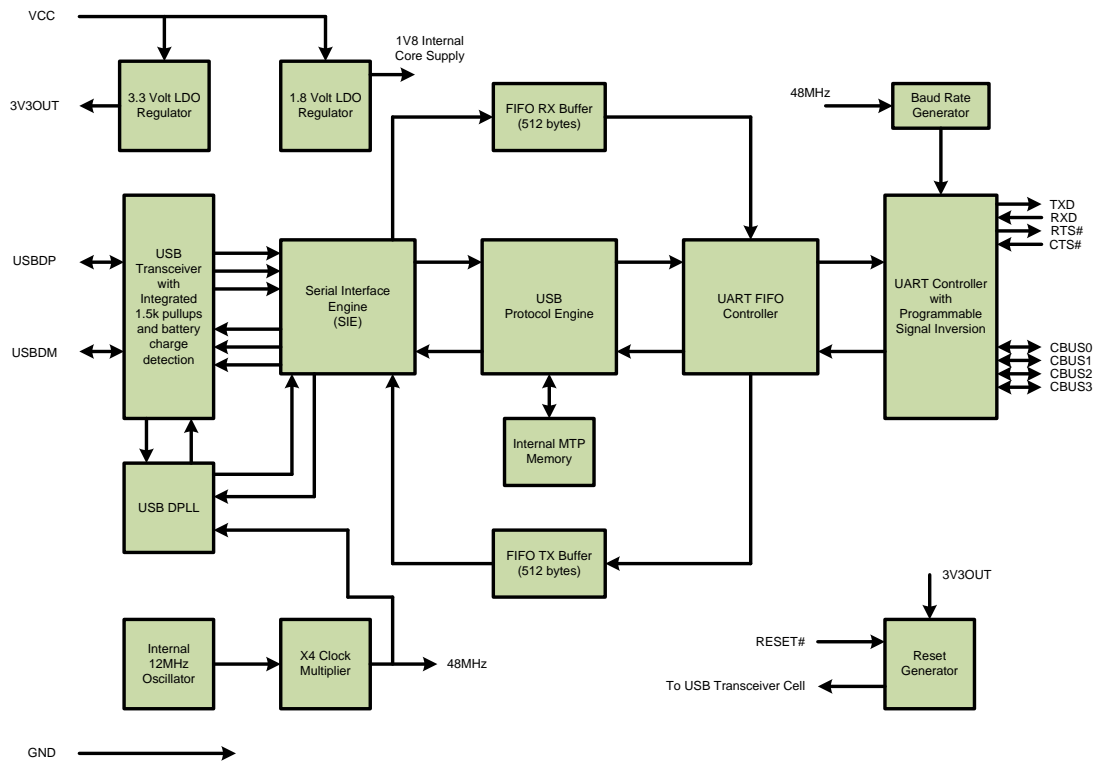 VCC
1V8 Internal
Core Supply
3.3 Volt LDO
Regulator
1.8 Volt LDO
Regulator
3V3OUT
FIFO RX Buffer
(512 bytes)
48MHz
Baud Rate
Generator
USBDP
USBDM
USB
Transceiver
with
Integrated
1.5k pullups
and battery
charge
detection
Serial Interface
Engine
(SIE)
USB
Protocol Engine
UART FIFO
Controller
UART Controller
with
Programmable
Signal Inversion
TXD
RXD
RTS#
CTS#
CBUS0
CBUS1
CBUS2
CBUS3
Internal MTP
Memory
USB DPLL
FIFO TX Buffer
(512 bytes)
3V3OUT
Internal
12MHz
Oscillator
X4 Clock
Multiplier
48MHz
RESET#
To USB Transceiver Cell
Reset
Generator
GND